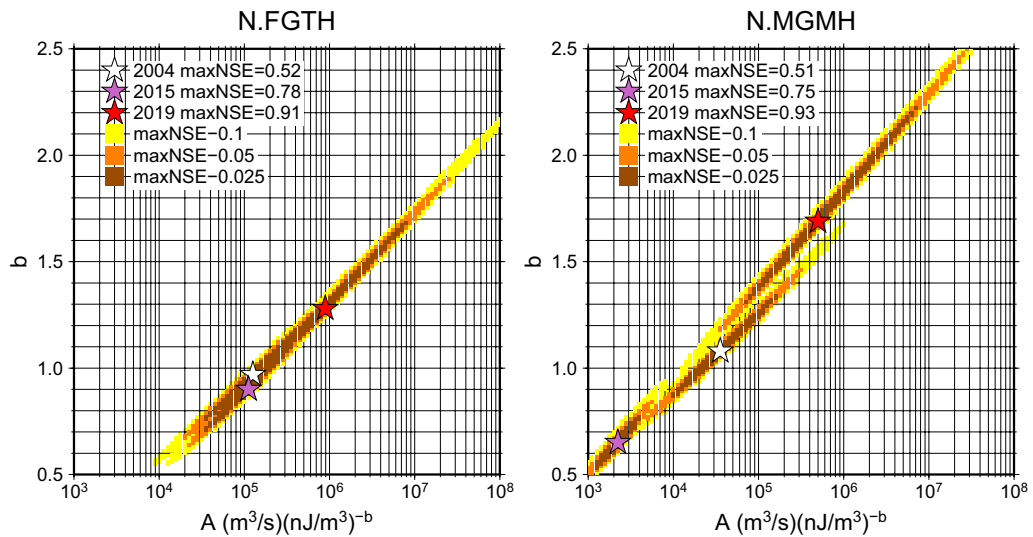 N.FGTH
2.5
2.0
1.5
1.0
0.5
b
2004 maxNSE=0.52
2015 maxNSE=0.78
2019 maxNSE=0.91
maxNSE−0.1
maxNSE−0.05
maxNSE−0.025
10³ 10⁴ 10⁵ 10⁶ 10⁷ 10⁸
A (m³/s)(nJ/m³)⁻ᵇ
N.MGMH
2.5
2.0
1.5
1.0
0.5
b
2004 maxNSE=0.51
2015 maxNSE=0.75
2019 maxNSE=0.93
maxNSE−0.1
maxNSE−0.05
maxNSE−0.025
10³ 10⁴ 10⁵ 10⁶ 10⁷ 10⁸
A (m³/s)(nJ/m³)⁻ᵇ